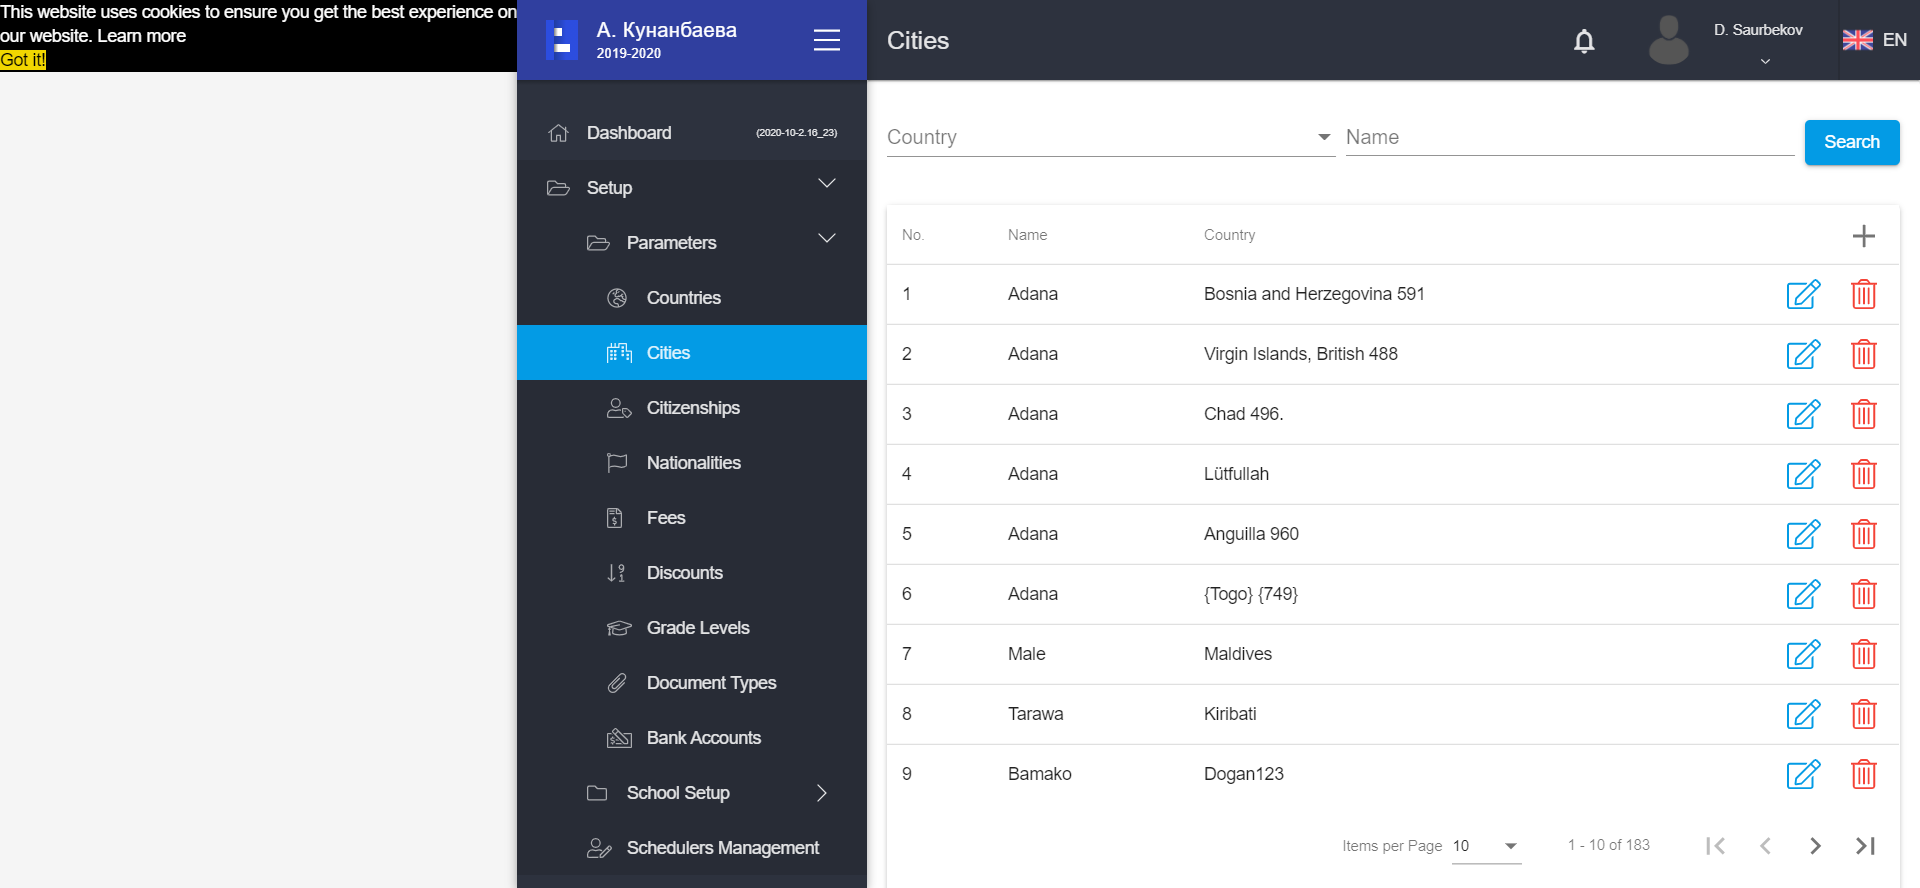 This website uses cookies to ensure you get the best experience on
our website. Learn more
Got it!
А. Кунанбаева
2019-2020
Cities
D. Saurbekov
EN
Dashboard
(2020-10-2.16_23)
Setup
Parameters
Countries
Cities
Citizenships
Nationalities
Fees
Discounts
Grade Levels
Document Types
Bank Accounts
School Setup
Schedulers Management
Country
Name
Search
No. Name Country
1 Adana Bosnia and Herzegovina 591
2 Adana Virgin Islands, British 488
3 Adana Chad 496.
4 Adana Lütfullah
5 Adana Anguilla 960
6 Adana {Togo} {749}
7 Male Maldives
8 Tarawa Kiribati
9 Bamako Dogan123
Items per Page 10 1 - 10 of 183